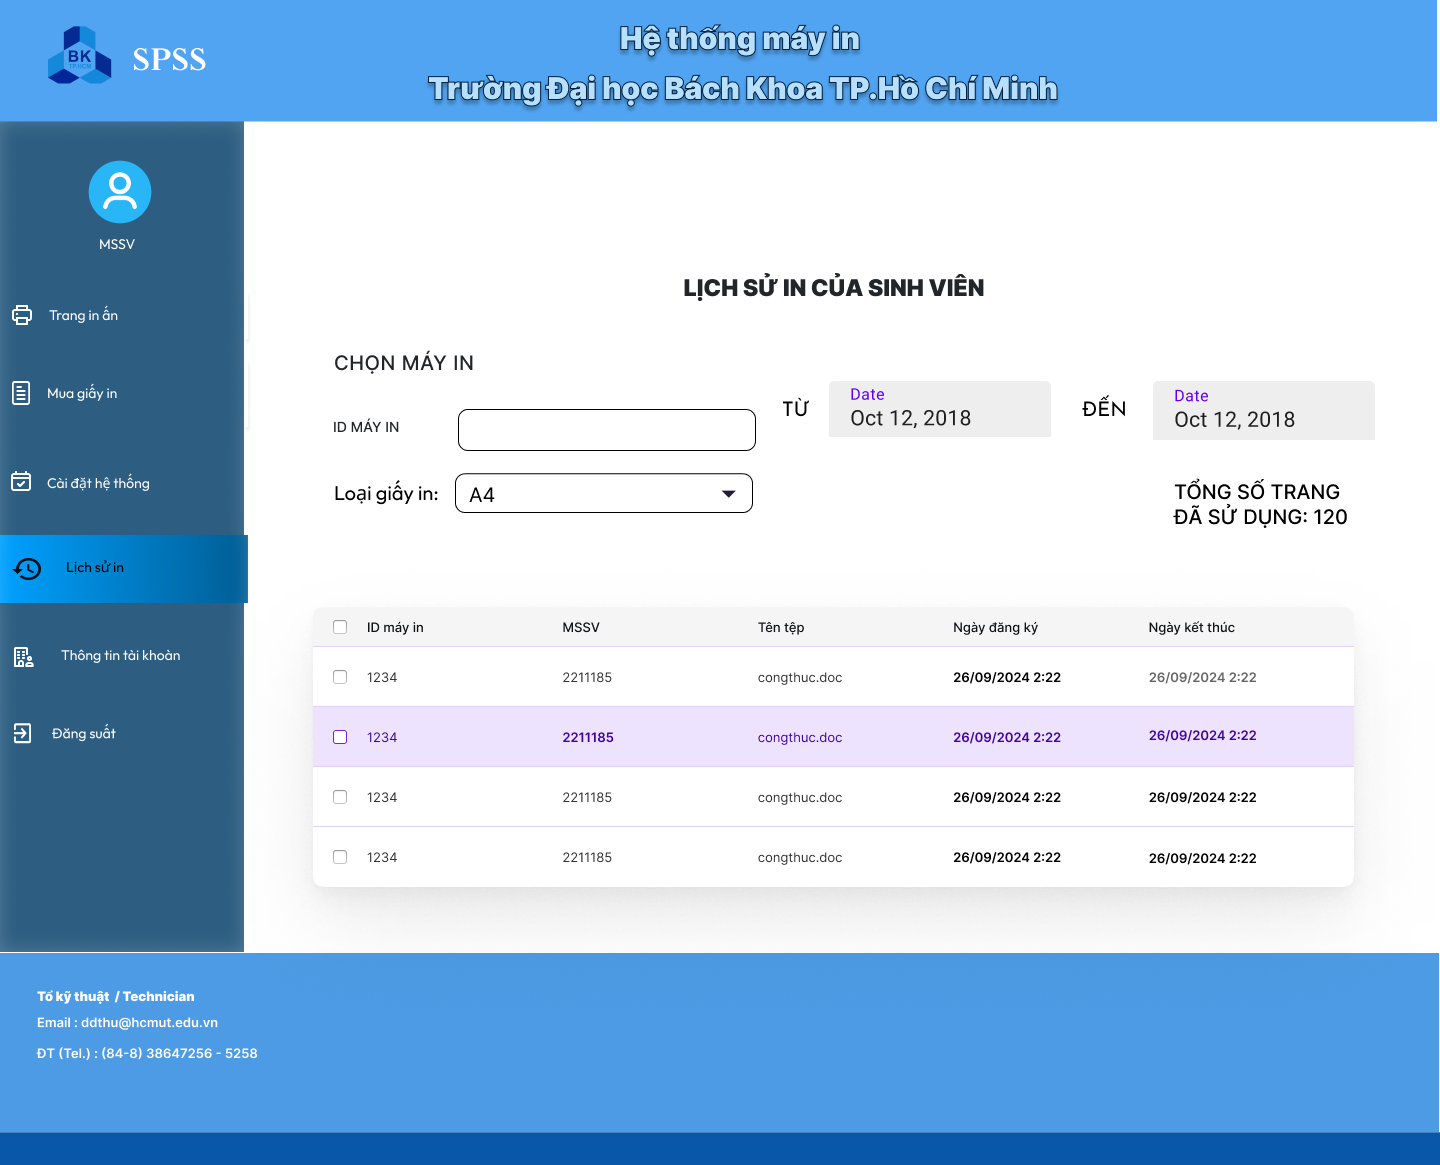 BK
TP.HCM
SPSS
Hệ thống máy in
Trường Đại học Bách Khoa TP.Hồ Chí Minh
MSSV
Trang in ấn
Mua giấy in
Cài đặt hệ thống
Lịch sử in
Thông tin tài khoản
Đăng suất
LỊCH SỬ IN CỦA SINH VIÊN
CHỌN MÁY IN
ID MÁY IN
Loại giấy in:
A4
TỪ
Date
Oct 12, 2018
ĐẾN
Date
Oct 12, 2018
TỔNG SỐ TRANG
ĐÃ SỬ DỤNG: 120
ID máy in MSSV Tên tệp Ngày đăng ký Ngày kết thúc
1234 2211185 congthuc.doc 26/09/2024 2:22 26/09/2024 2:22
1234 2211185 congthuc.doc 26/09/2024 2:22 26/09/2024 2:22
1234 2211185 congthuc.doc 26/09/2024 2:22 26/09/2024 2:22
1234 2211185 congthuc.doc 26/09/2024 2:22 26/09/2024 2:22
Tổ kỹ thuật / Technician
Email : ddthu@hcmut.edu.vn
ĐT (Tel.) : (84-8) 38647256 - 5258